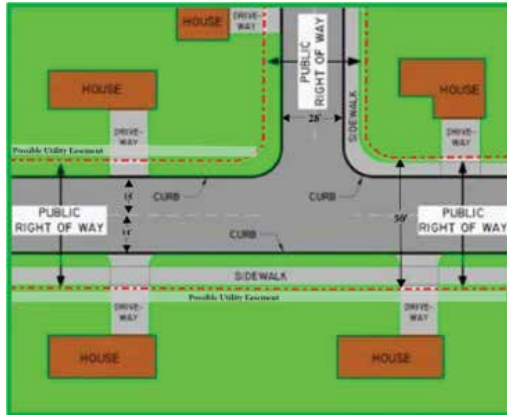 DRIVE-
WAY
HOUSE
PUBLIC
RIGHT OF WAY
HOUSE
HOUSE
SIDEWALK
28'
DRIVE-
WAY
DRIVE-
WAY
Possible Utility Easement
CURB
CURB
PUBLIC
RIGHT OF WAY
14'
14'
50'
PUBLIC
RIGHT OF WAY
CURB
SIDEWALK
Possible Utility Easement
DRIVE-
WAY
DRIVE-
WAY
HOUSE
HOUSE